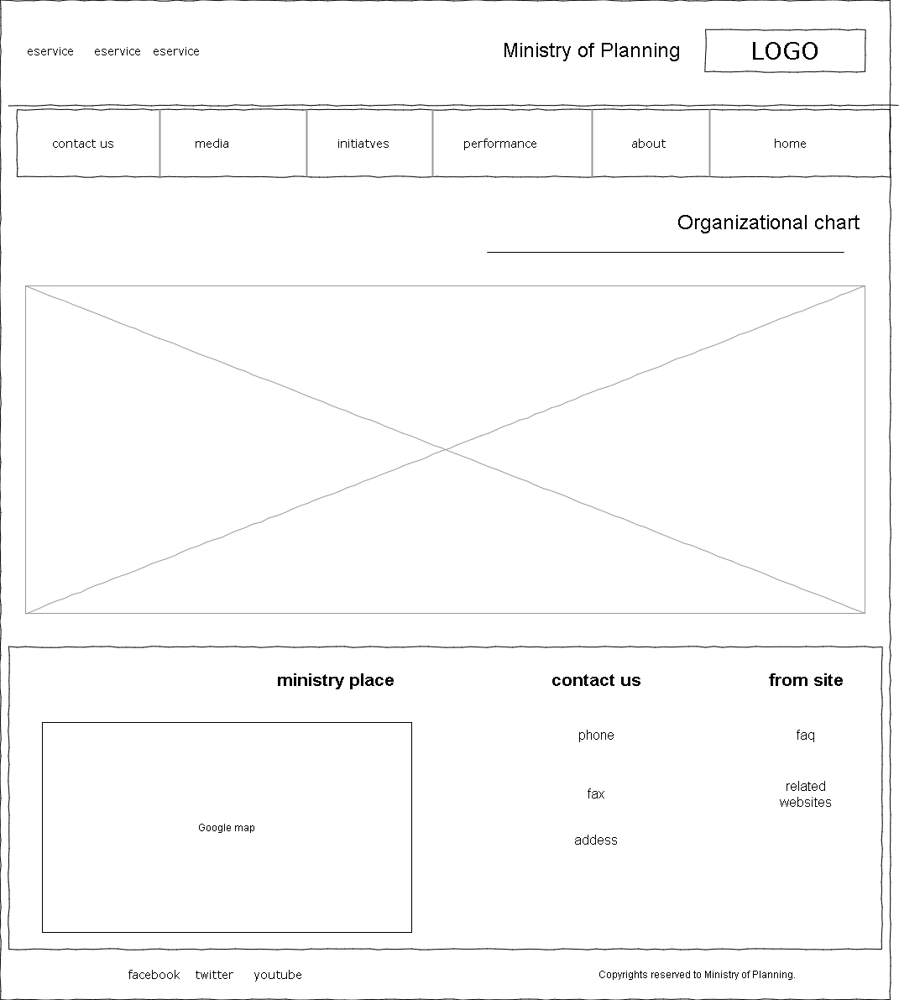 eservice eservice eservice Ministry of Planning LOGO
contact us media initiatves performance about home
Organizational chart
ministry place contact us from site
phone faq
fax related
websites
Google map
addess
facebook twitter youtube Copyrights reserved to Ministry of Planning.